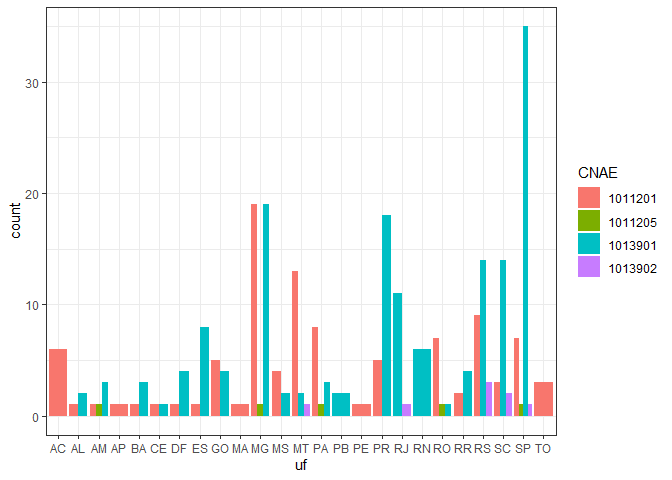 30
20
10
0
count
AC AL AM AP BA CE DF ES GO MA MG MS MT PA PB PE PR RJ RN RO RR RS SC SP TO
uf
CNAE
1011201
1011205
1013901
1013902